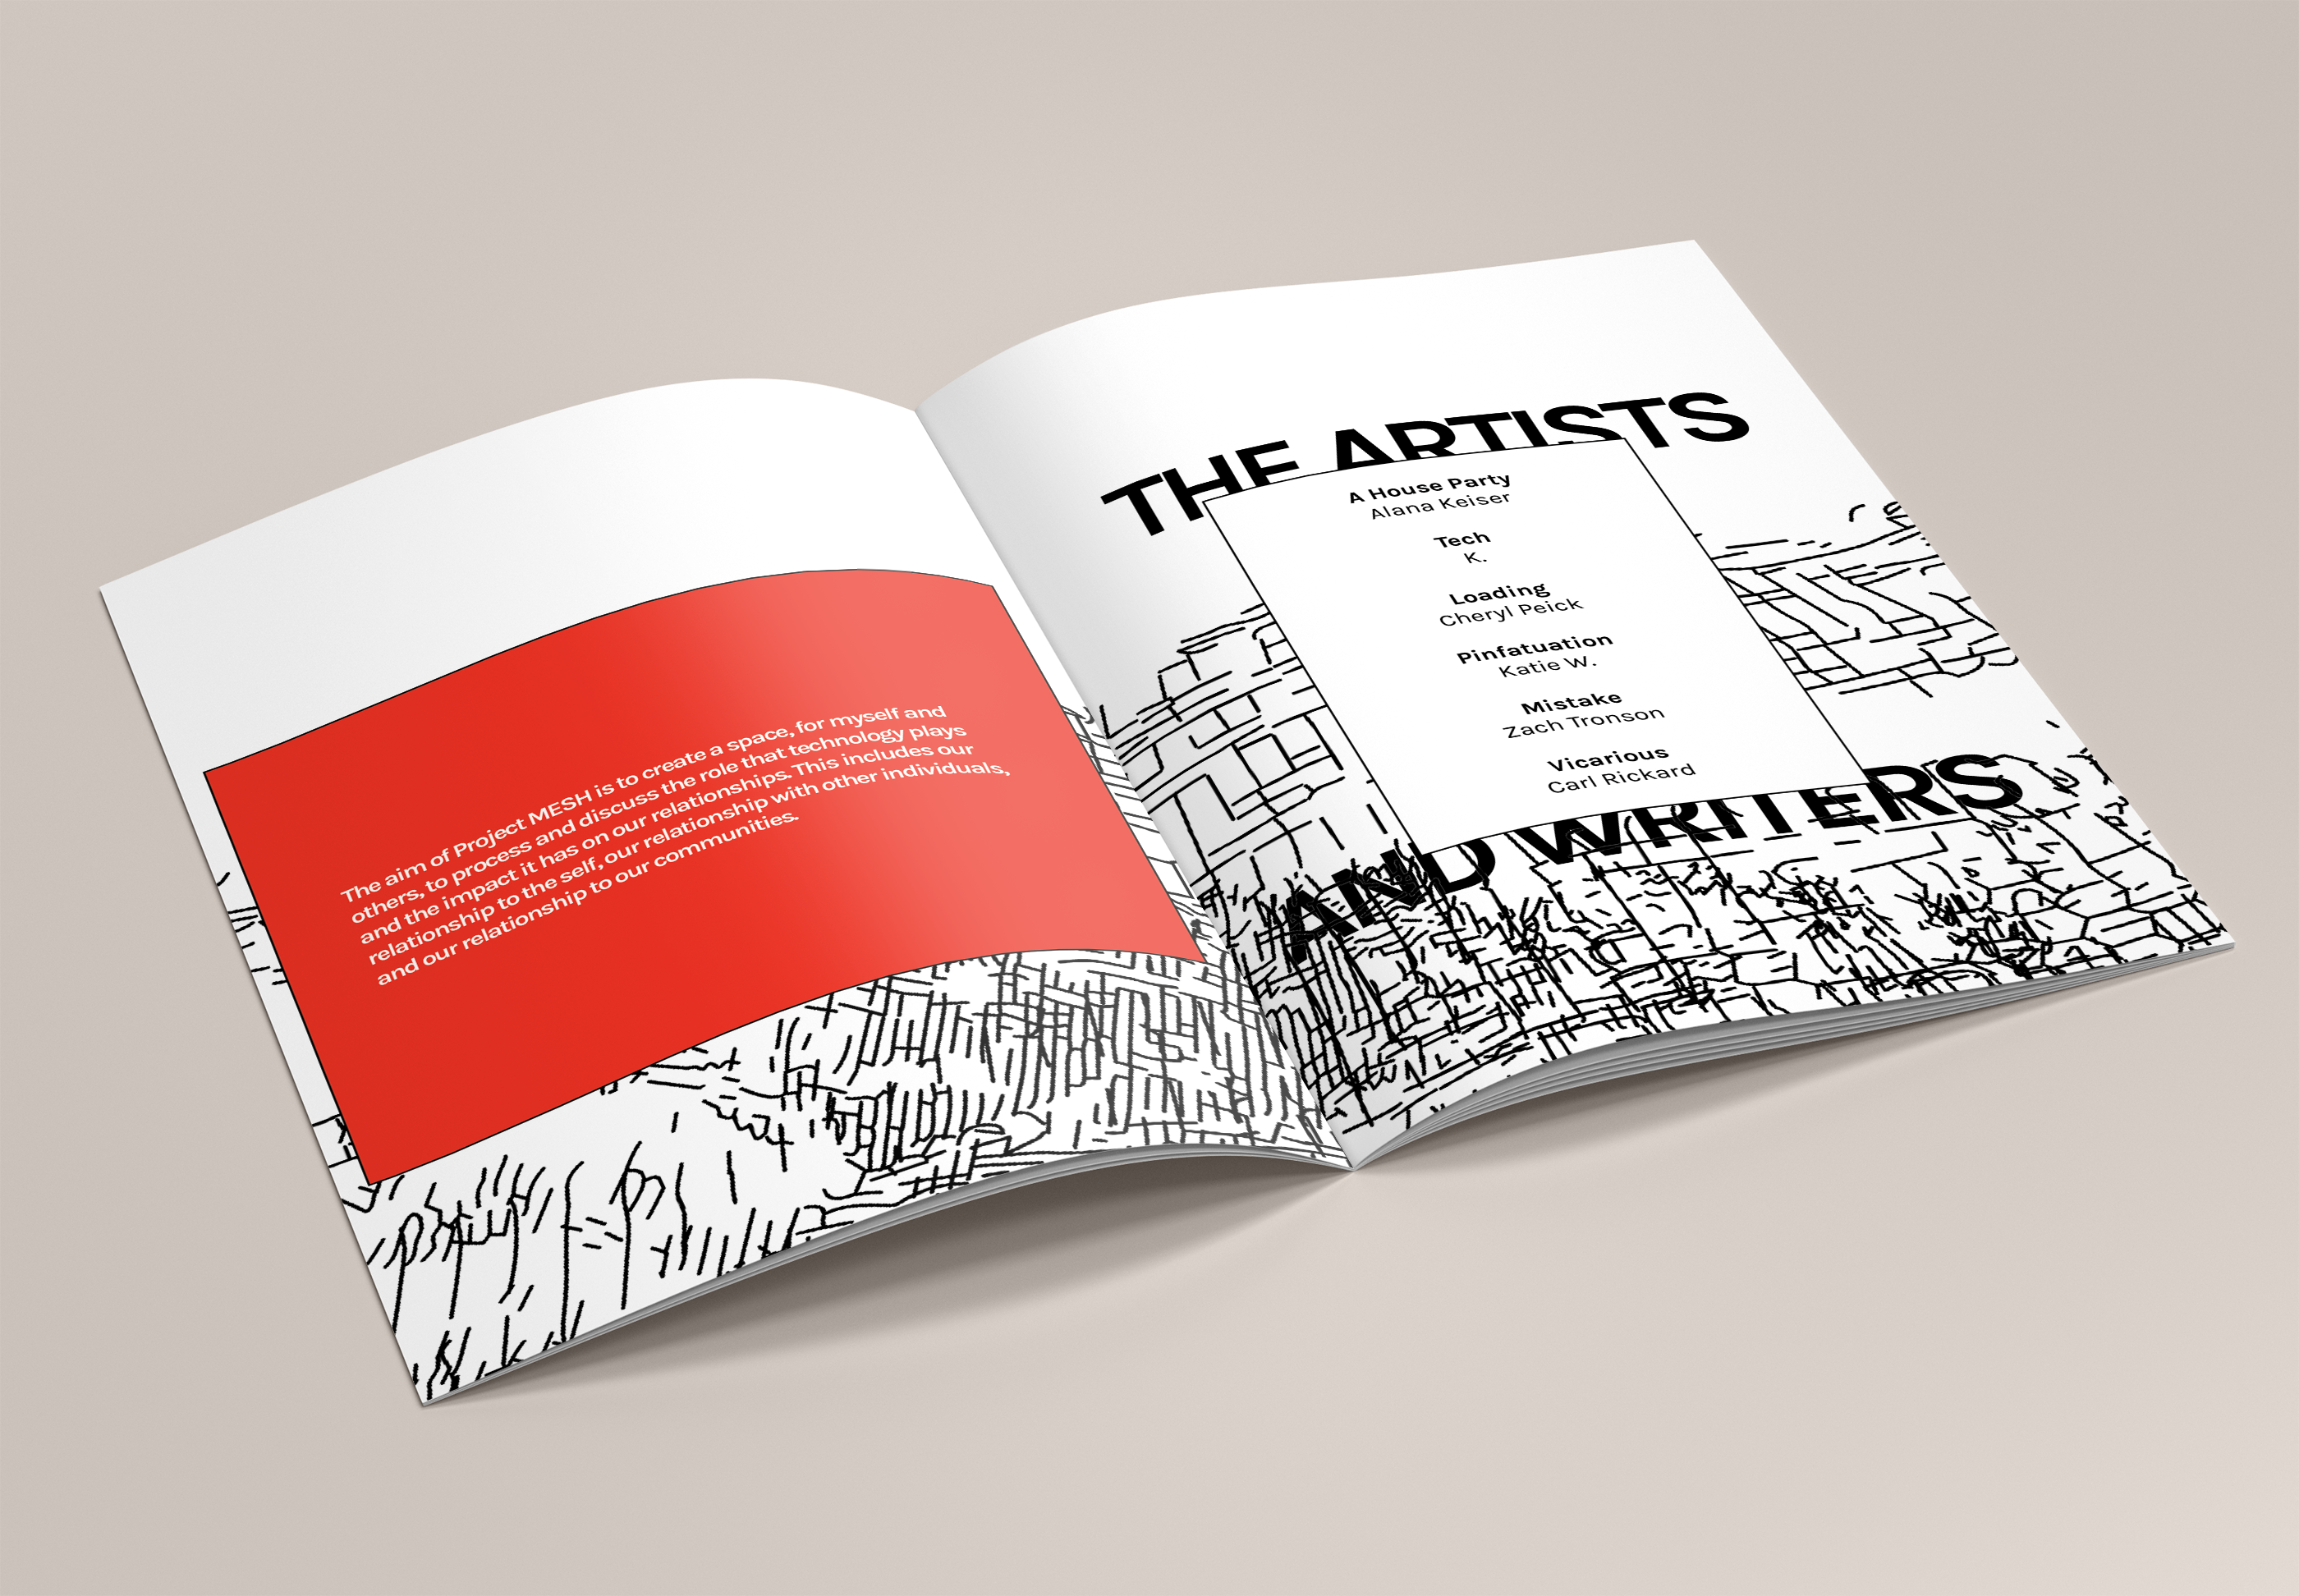 The aim of Project MESH is to create a space, for myself and
others, to process and discuss the role that technology plays
and the impact it has on our relationships. This includes our
relationship to the self, our relationship with other individuals,
and our relationship to our communities.
THE ARTISTS
A House Party
Alana Keiser
Tech
K.
Loading
Cheryl Peick
Pinfatuation
Katie W.
Mistake
Zach Tronson
Vicarious
Carl Rickard
AND WRITERS